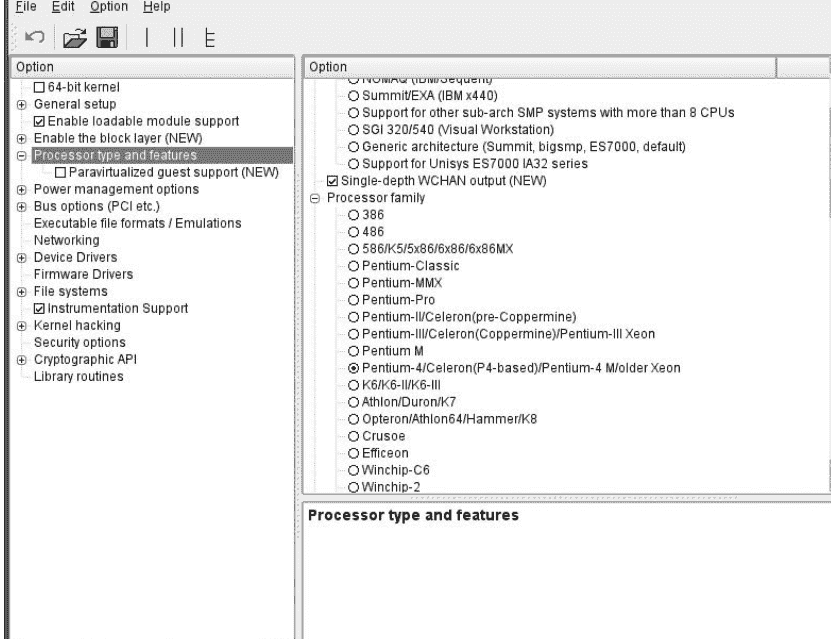 File Edit Option Help
Option
64-bit kernel
General setup
Enable loadable module support
Enable the block layer (NEW)
Processor type and features
Paravirtualized guest support (NEW)
Power management options
Bus options (PCI etc.)
Executable file formats / Emulations
Networking
Device Drivers
Firmware Drivers
File systems
Instrumentation Support
Kernel hacking
Security options
Cryptographic API
Library routines
Option
NUMAQ (IBM/Sequent)
Summit/EXA (IBM x440)
Support for other sub-arch SMP systems with more than 8 CPUs
SGI 320/540 (Visual Workstation)
Generic architecture (Summit, bigsmp, ES7000, default)
Support for Unisys ES7000 IA32 series
Single-depth WCHAN output (NEW)
Processor family
386
486
586/K5/5x86/6x86/6x86MX
Pentium-Classic
Pentium-MMX
Pentium-Pro
Pentium-II/Celeron(pre-Coppermine)
Pentium-III/Celeron(Coppermine)/Pentium-III Xeon
Pentium M
Pentium-4/Celeron(P4-based)/Pentium-4 M/older Xeon
K6/K6-II/K6-III
Athlon/Duron/K7
Opteron/Athlon64/Hammer/K8
Crusoe
Efficeon
Winchip-C6
Winchip-2
Processor type and features